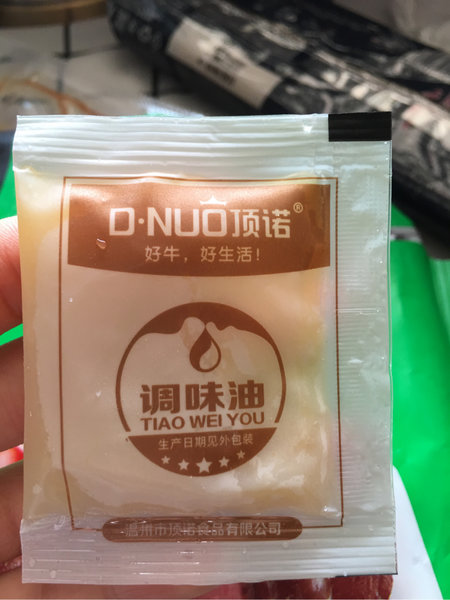 D·NUO顶诺®
好牛，好生活！
调味油
TIAO WEI YOU
生产日期见外包装
温州市顶诺食品有限公司